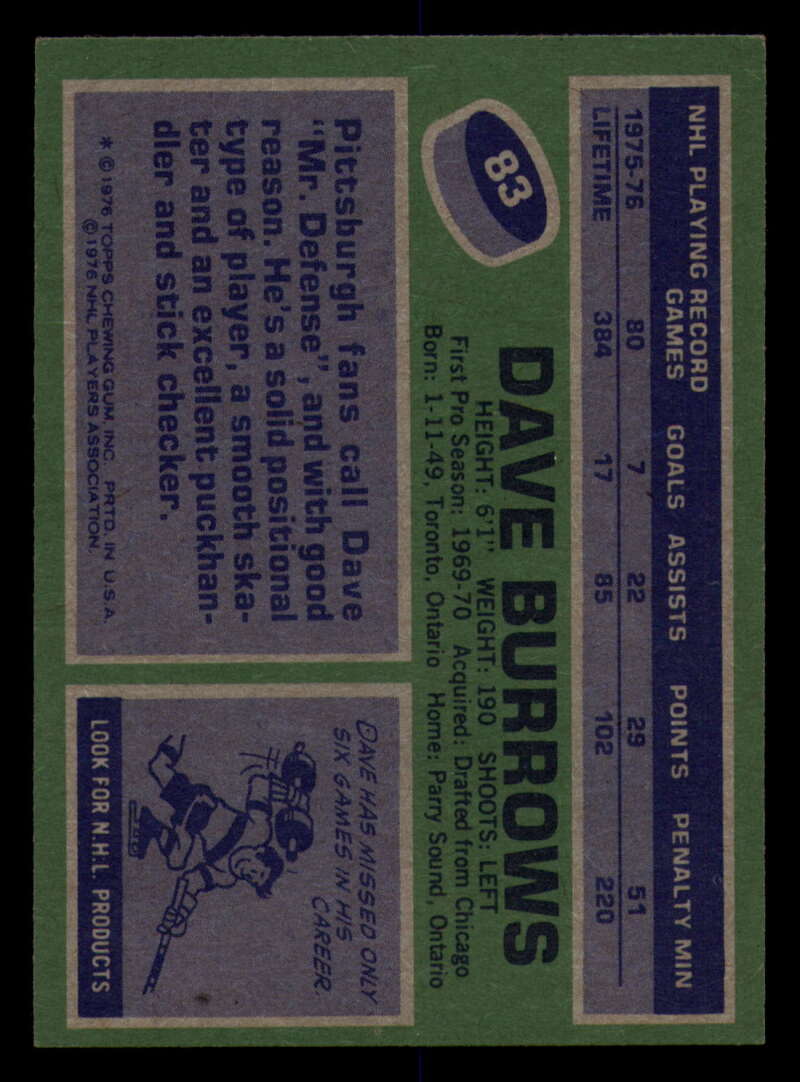 NHL PLAYING RECORD
GAMES GOALS ASSISTS POINTS PENALTY MIN
1975-76 80 7 22 29 51
LIFETIME 384 17 85 102 220
83
DAVE BURROWS
HEIGHT: 6'1" WEIGHT: 190 SHOOTS: LEFT
First Pro Season: 1969-70 Acquired: Drafted from Chicago
Born: 1-11-49, Toronto, Ontario Home: Parry Sound, Ontario
Pittsburgh fans call Dave
"Mr. Defense", and with good
reason. He's a solid positional
type of player, a smooth ska-
ter and an excellent puckhan-
dler and stick checker.
* © 1976 TOPPS CHEWING GUM, INC. PRTD. IN U.S.A.
© 1976 NHL PLAYERS ASSOCIATION.
DAVE HAS MISSED ONLY
SIX GAMES IN HIS
CAREER.
LOOK FOR N.H.L. PRODUCTS